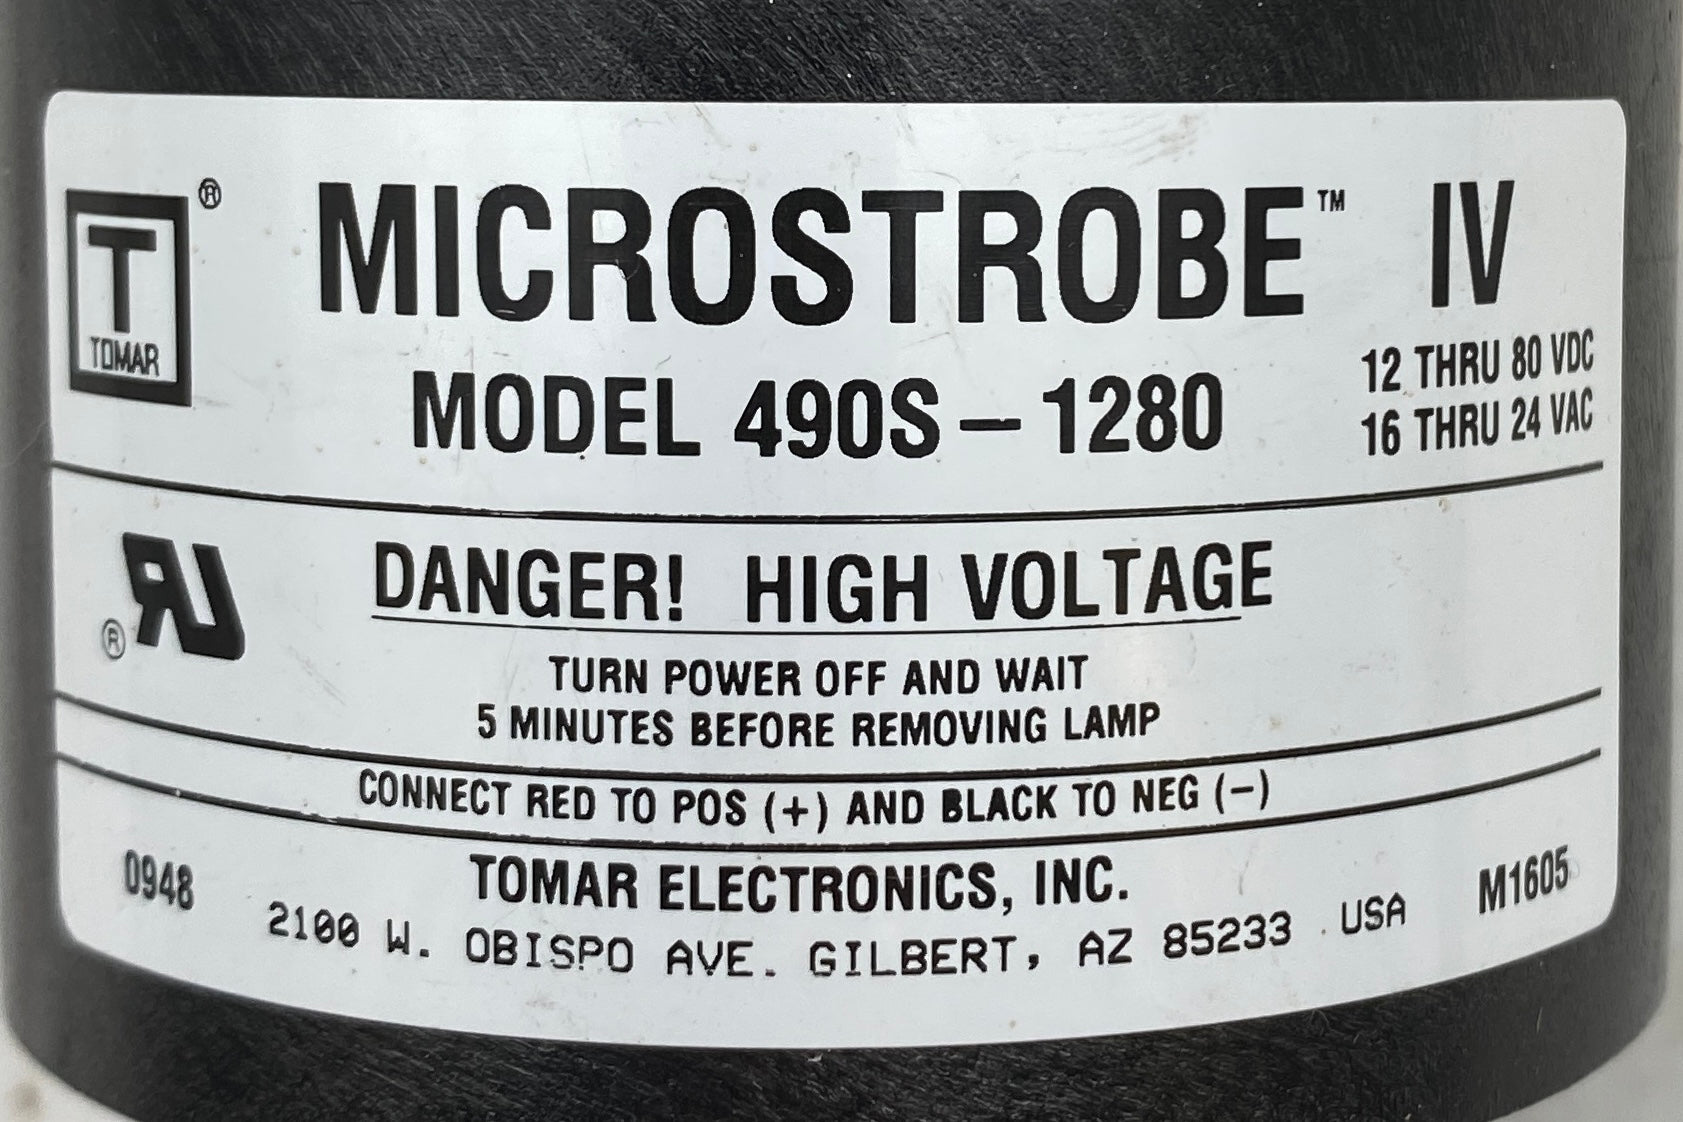 T
TOMAR
®
MICROSTROBE™ IV
MODEL 490S-1280
12 THRU 80 VDC
16 THRU 24 VAC
DANGER! HIGH VOLTAGE
®
TURN POWER OFF AND WAIT
5 MINUTES BEFORE REMOVING LAMP
CONNECT RED TO POS (+) AND BLACK TO NEG (-)
0948
TOMAR ELECTRONICS, INC.
M1605
2100 W. OBISPO AVE. GILBERT, AZ 85233 USA